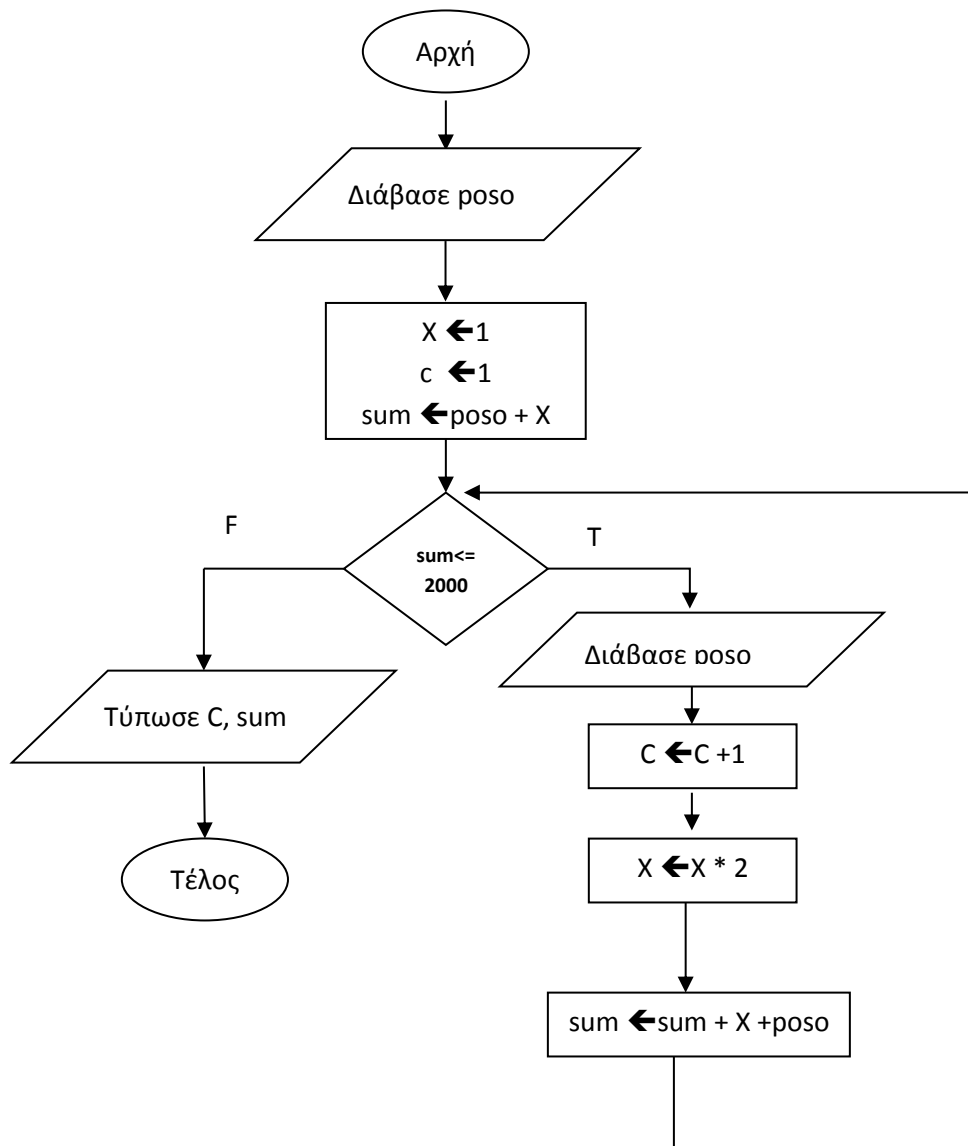 Αρχή
Διάβασε poso
X 🡸1
c 🡸1
sum 🡸poso + X
F
T
sum<=
2000
Διάβασε poso
Τύπωσε C, sum
C 🡸C +1
X 🡸X * 2
Τέλος
sum 🡸sum + X +poso